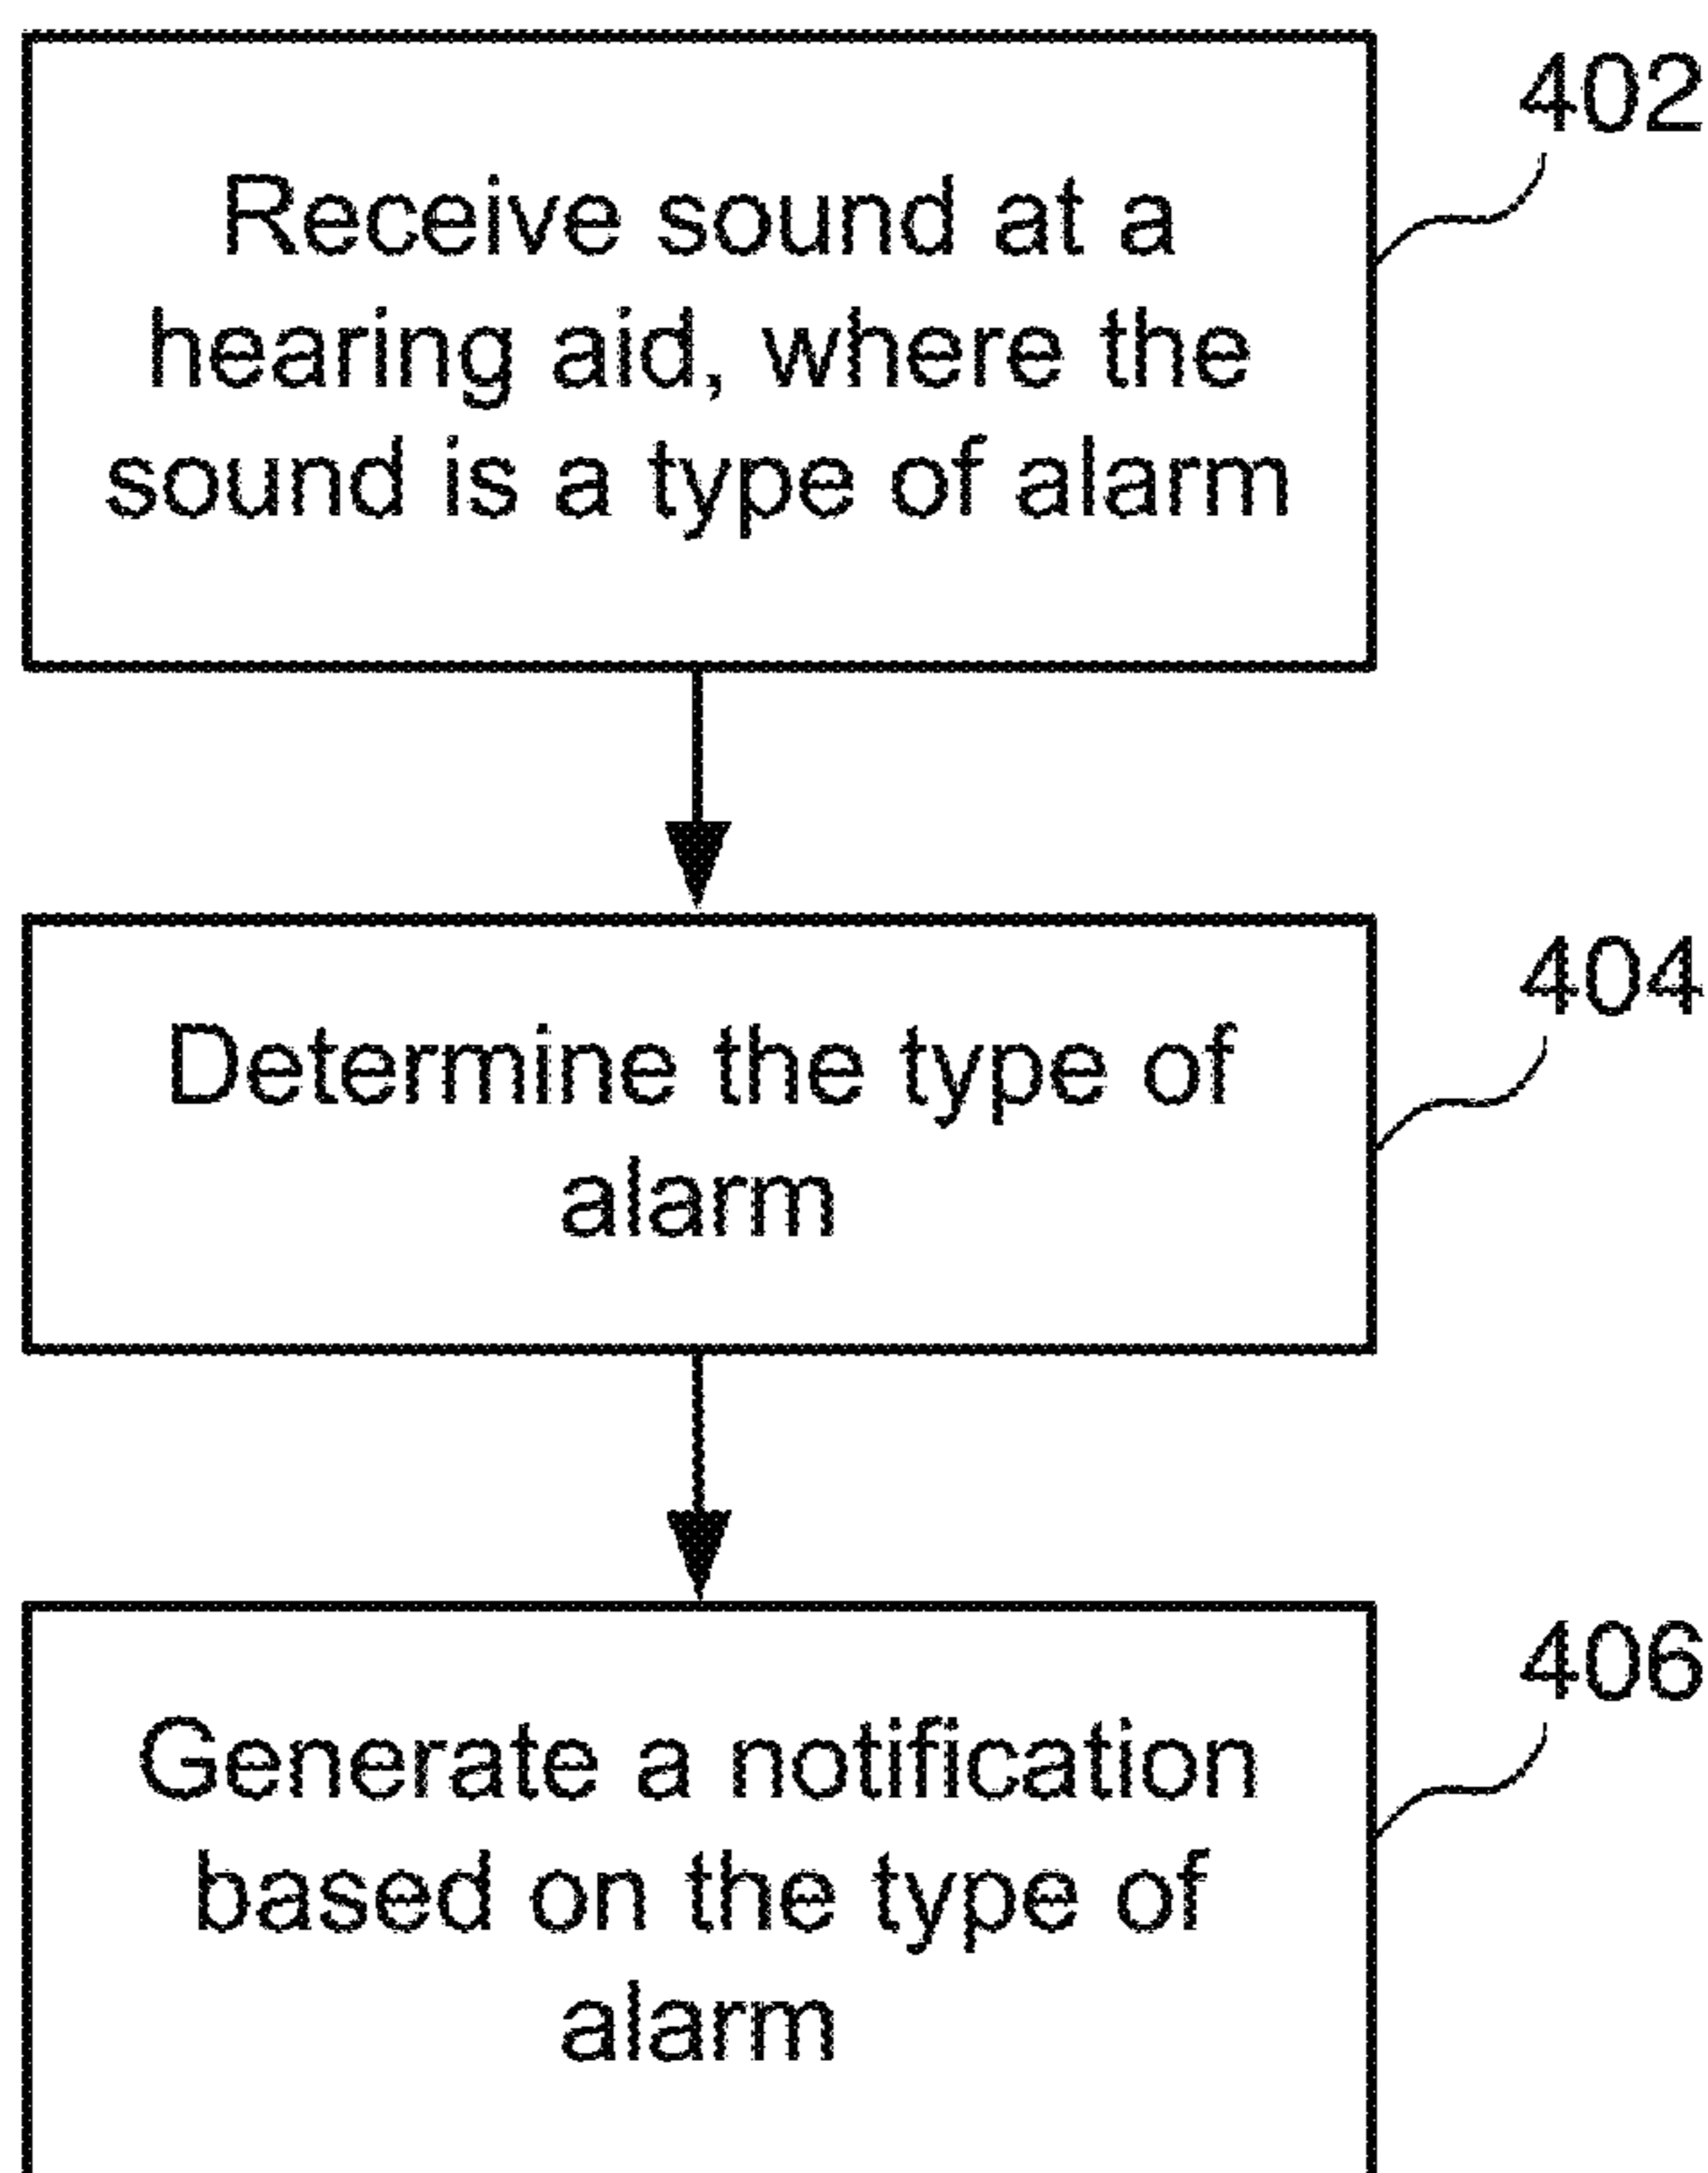 402
Receive sound at a
hearing aid, where the
sound is a type of alarm
404
Determine the type of
alarm
406
Generate a notification
based on the type of
alarm